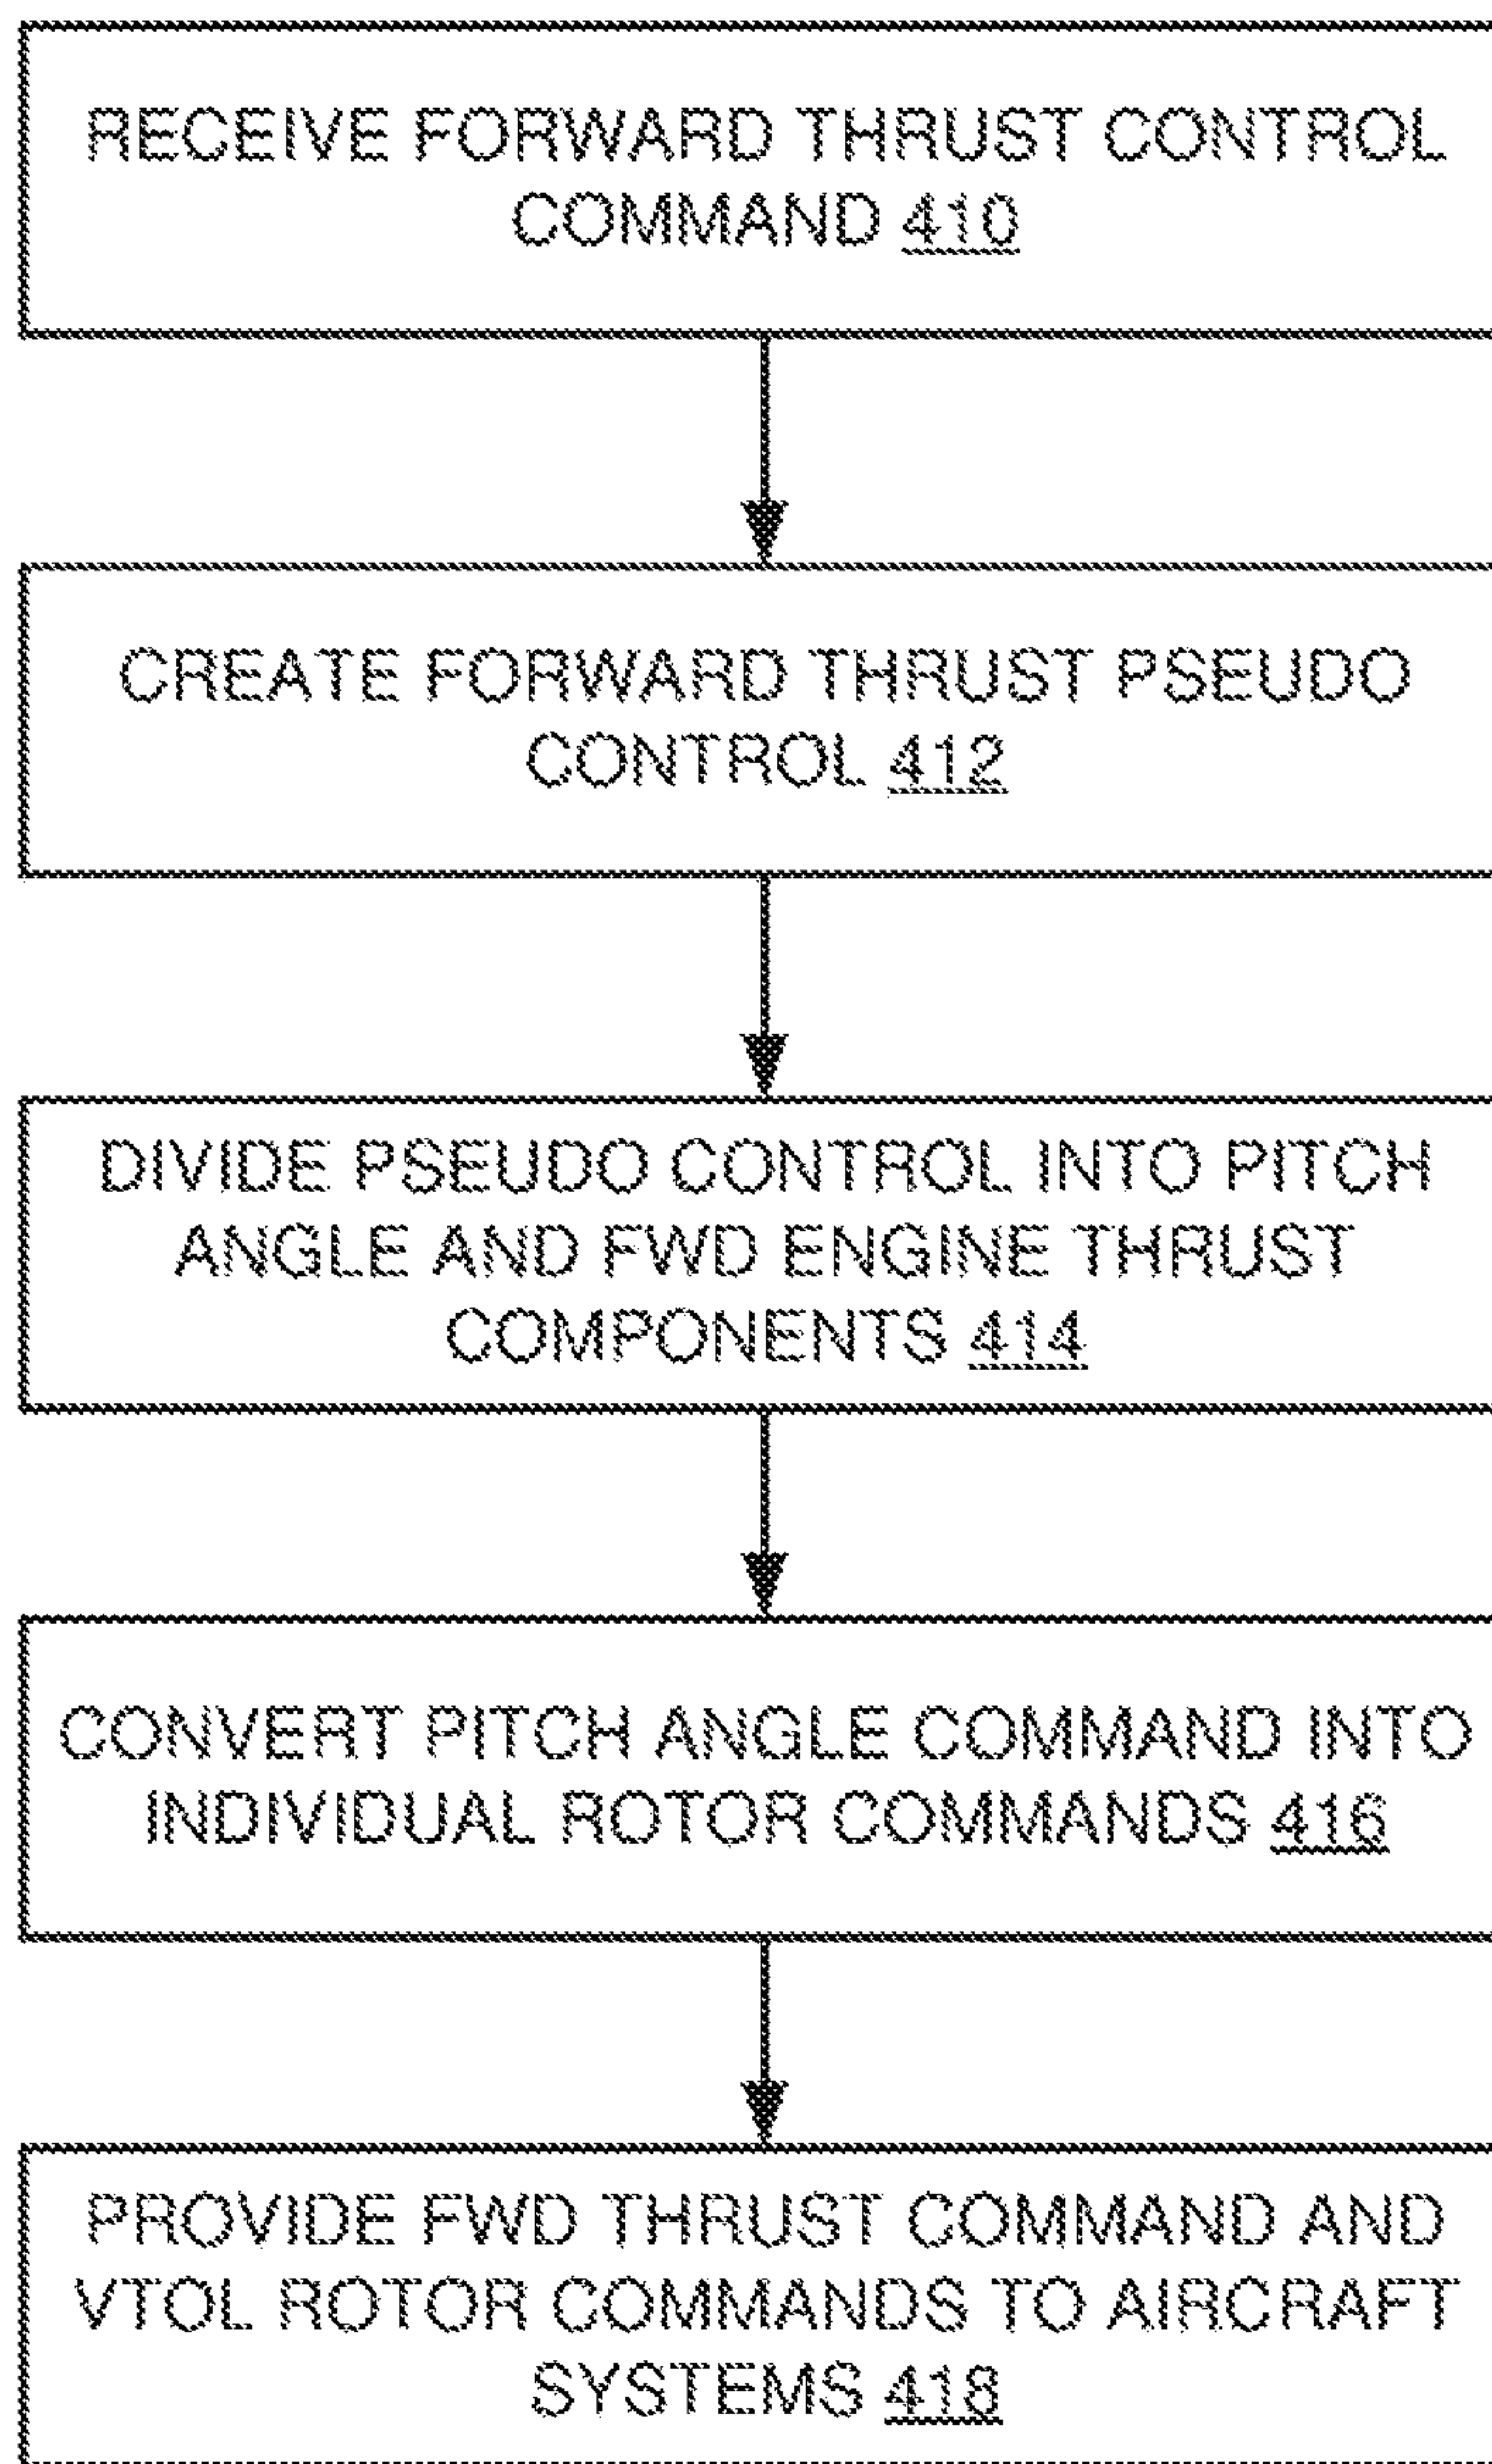 RECEIVE FORWARD THRUST CONTROL
COMMAND 410
CREATE FORWARD THRUST PSEUDO
CONTROL 412
DIVIDE PSEUDO CONTROL INTO PITCH
ANGLE AND FWD ENGINE THRUST
COMPONENTS 414
CONVERT PITCH ANGLE COMMAND INTO
INDIVIDUAL ROTOR COMMANDS 416
PROVIDE FWD THRUST COMMAND AND
VTOL ROTOR COMMANDS TO AIRCRAFT
SYSTEMS 418